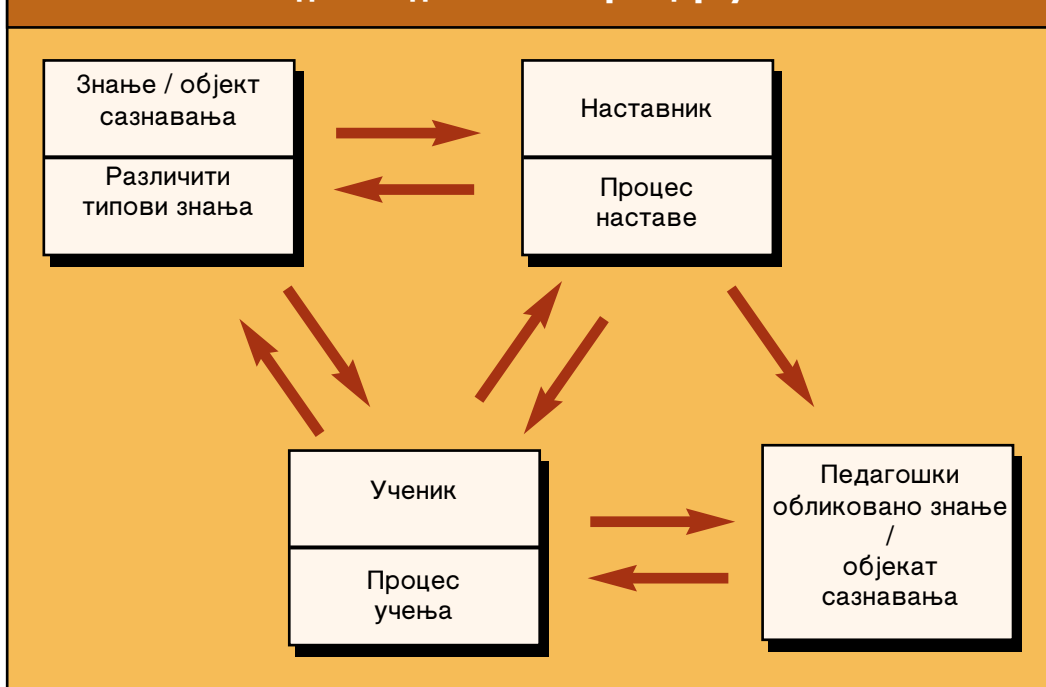 Знање / објект
сазнавања
Различити
типови знања
Наставник
Процес
наставе
Ученик
Процес
учења
Педагошки
обликовано знање
/
објекат
сазнавања